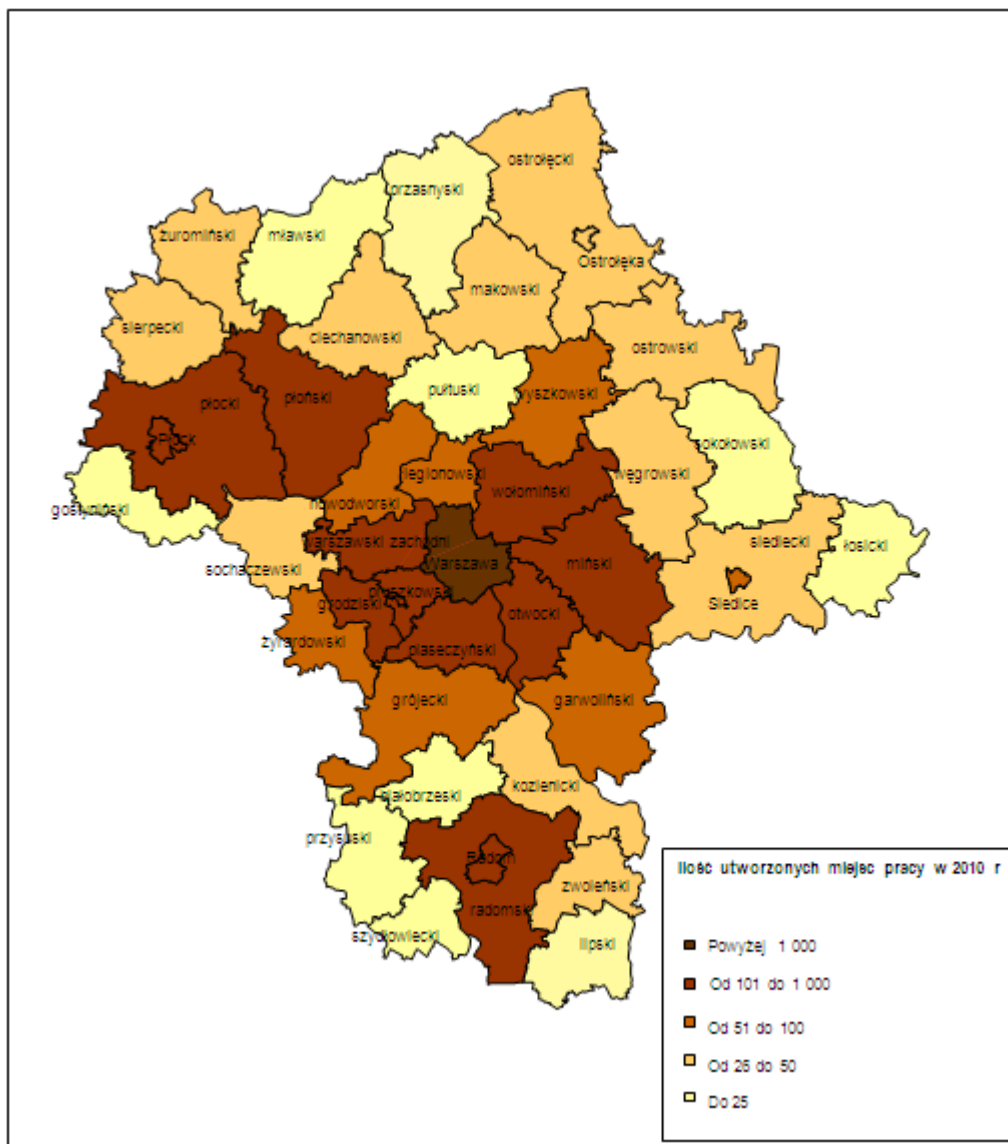 ostrołęcki
przasnyski
żuromiński
mławski
Ostrołęka
makowski
sierpecki
ciechanowski
ostrowski
pułtuski
wyszkowski
płocki
płoński
Płock
sokołowski
węgrowski
legionowski
wołomiński
nowodworski
gostyniński
warszawski zachodni
siedlecki
łosicki
Warszawa
miński
sochaczewski
pruszkowski
grodziski
otwocki
Siedlce
żyrardowski
piaseczyński
grójecki
garwoliński
kozienicki
białobrzeski
przysuski
Radom
zwoleński
radomski
szydłowiecki
lipski
Ilość utworzonych miejsc pracy w 2010 r
Powyżej 1 000
Od 101 do 1 000
Od 51 do 100
Od 26 do 50
Do 25